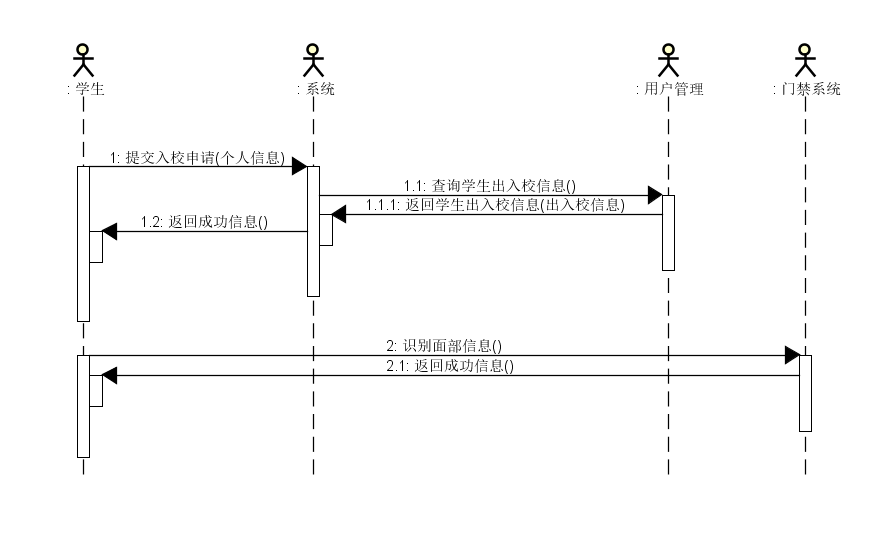 : 学生
: 系统
: 用户管理
: 门禁系统
1: 提交入校申请(个人信息)
1.1: 查询学生出入校信息()
1.1.1: 返回学生出入校信息(出入校信息)
1.2: 返回成功信息()
2: 识别面部信息()
2.1: 返回成功信息()